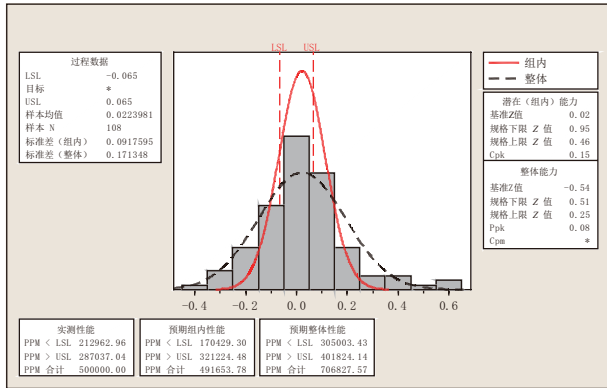 LSL USL
过程数据
LSL -0.065
目标 *
USL 0.065
样本均值 0.0223981
样本 N 108
标准差（组内） 0.0917595
标准差（整体） 0.171348
组内
整体
潜在（组内）能力
基准Z值 0.02
规格下限 Z 值 0.95
规格上限 Z 值 0.46
Cpk 0.15
整体能力
基准Z值 -0.54
规格下限 Z 值 0.51
规格上限 Z 值 0.25
Ppk 0.08
Cpm *
-0.4 -0.2 0.0 0.2 0.4 0.6
实测性能
PPM < LSL 212962.96
PPM > USL 287037.04
PPM 合计 500000.00
预期组内性能
PPM < LSL 170429.30
PPM > USL 321224.48
PPM 合计 491653.78
预期整体性能
PPM < LSL 305003.43
PPM > USL 401824.14
PPM 合计 706827.57